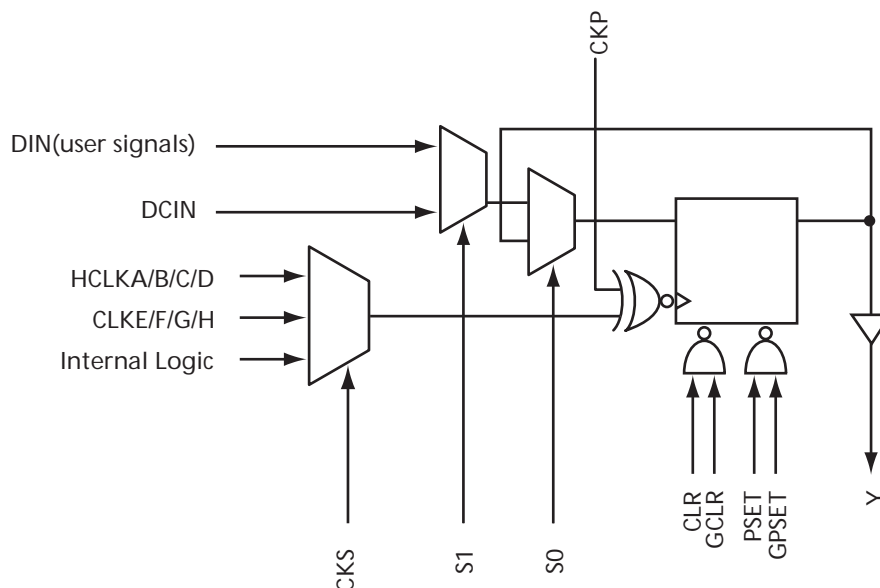 CKP
DIN(user signals)
DCIN
HCLKA/B/C/D
CLKE/F/G/H
Internal Logic
CLR
GCLR
PSET
GPSET
Y
CKS
S1
S0